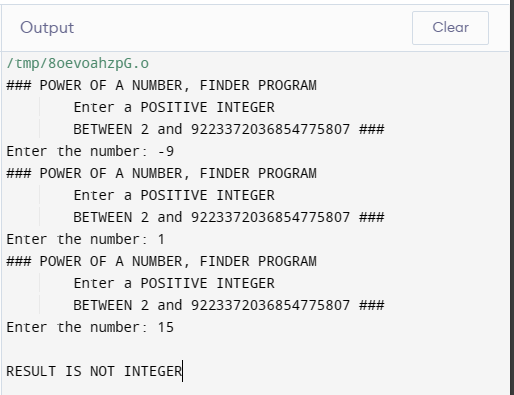 Output
Clear
/tmp/8oevoahzpG.o
### POWER OF A NUMBER, FINDER PROGRAM
Enter a POSITIVE INTEGER
BETWEEN 2 and 9223372036854775807 ###
Enter the number: -9
### POWER OF A NUMBER, FINDER PROGRAM
Enter a POSITIVE INTEGER
BETWEEN 2 and 9223372036854775807 ###
Enter the number: 1
### POWER OF A NUMBER, FINDER PROGRAM
Enter a POSITIVE INTEGER
BETWEEN 2 and 9223372036854775807 ###
Enter the number: 15
RESULT IS NOT INTEGER